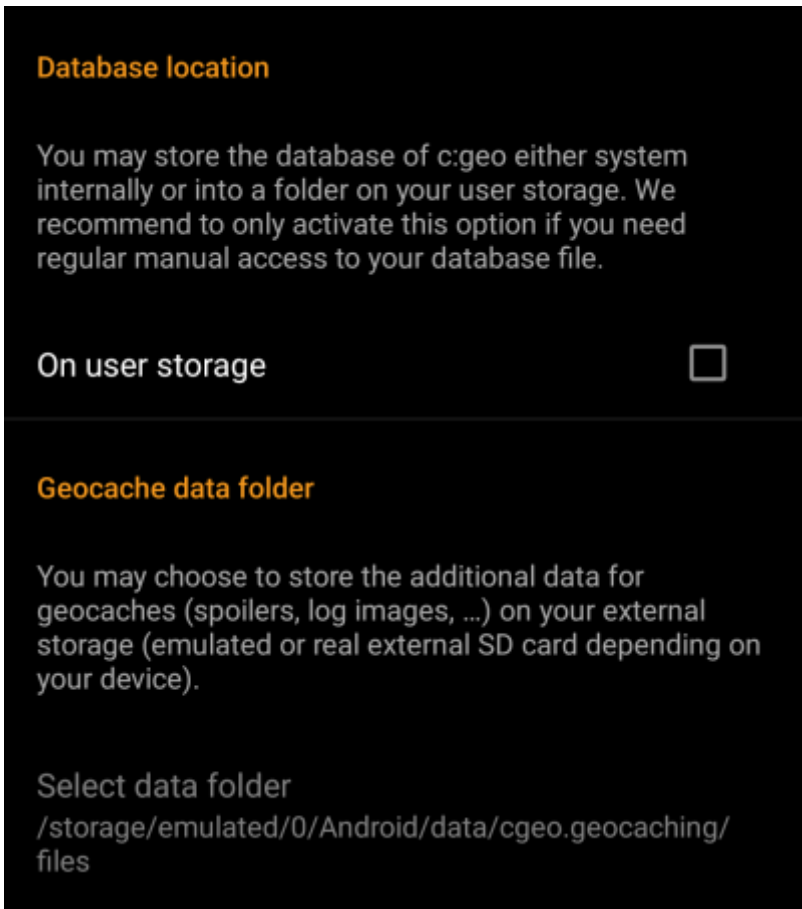 Database location
You may store the database of c:geo either system
internally or into a folder on your user storage. We
recommend to only activate this option if you need
regular manual access to your database file.
On user storage
Geocache data folder
You may choose to store the additional data for
geocaches (spoilers, log images, …) on your external
storage (emulated or real external SD card depending on
your device).
Select data folder
/storage/emulated/0/Android/data/cgeo.geocaching/
files